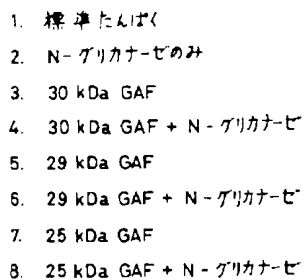 1. 標準たんぱく
2. N-グリカナーゼのみ
3. 30 kDa GAF
4. 30 kDa GAF + N-グリカナーゼ
5. 29 kDa GAF
6. 29 kDa GAF + N-グリカナーゼ
7. 25 kDa GAF
8. 25 kDa GAF + N-グリカナーゼ